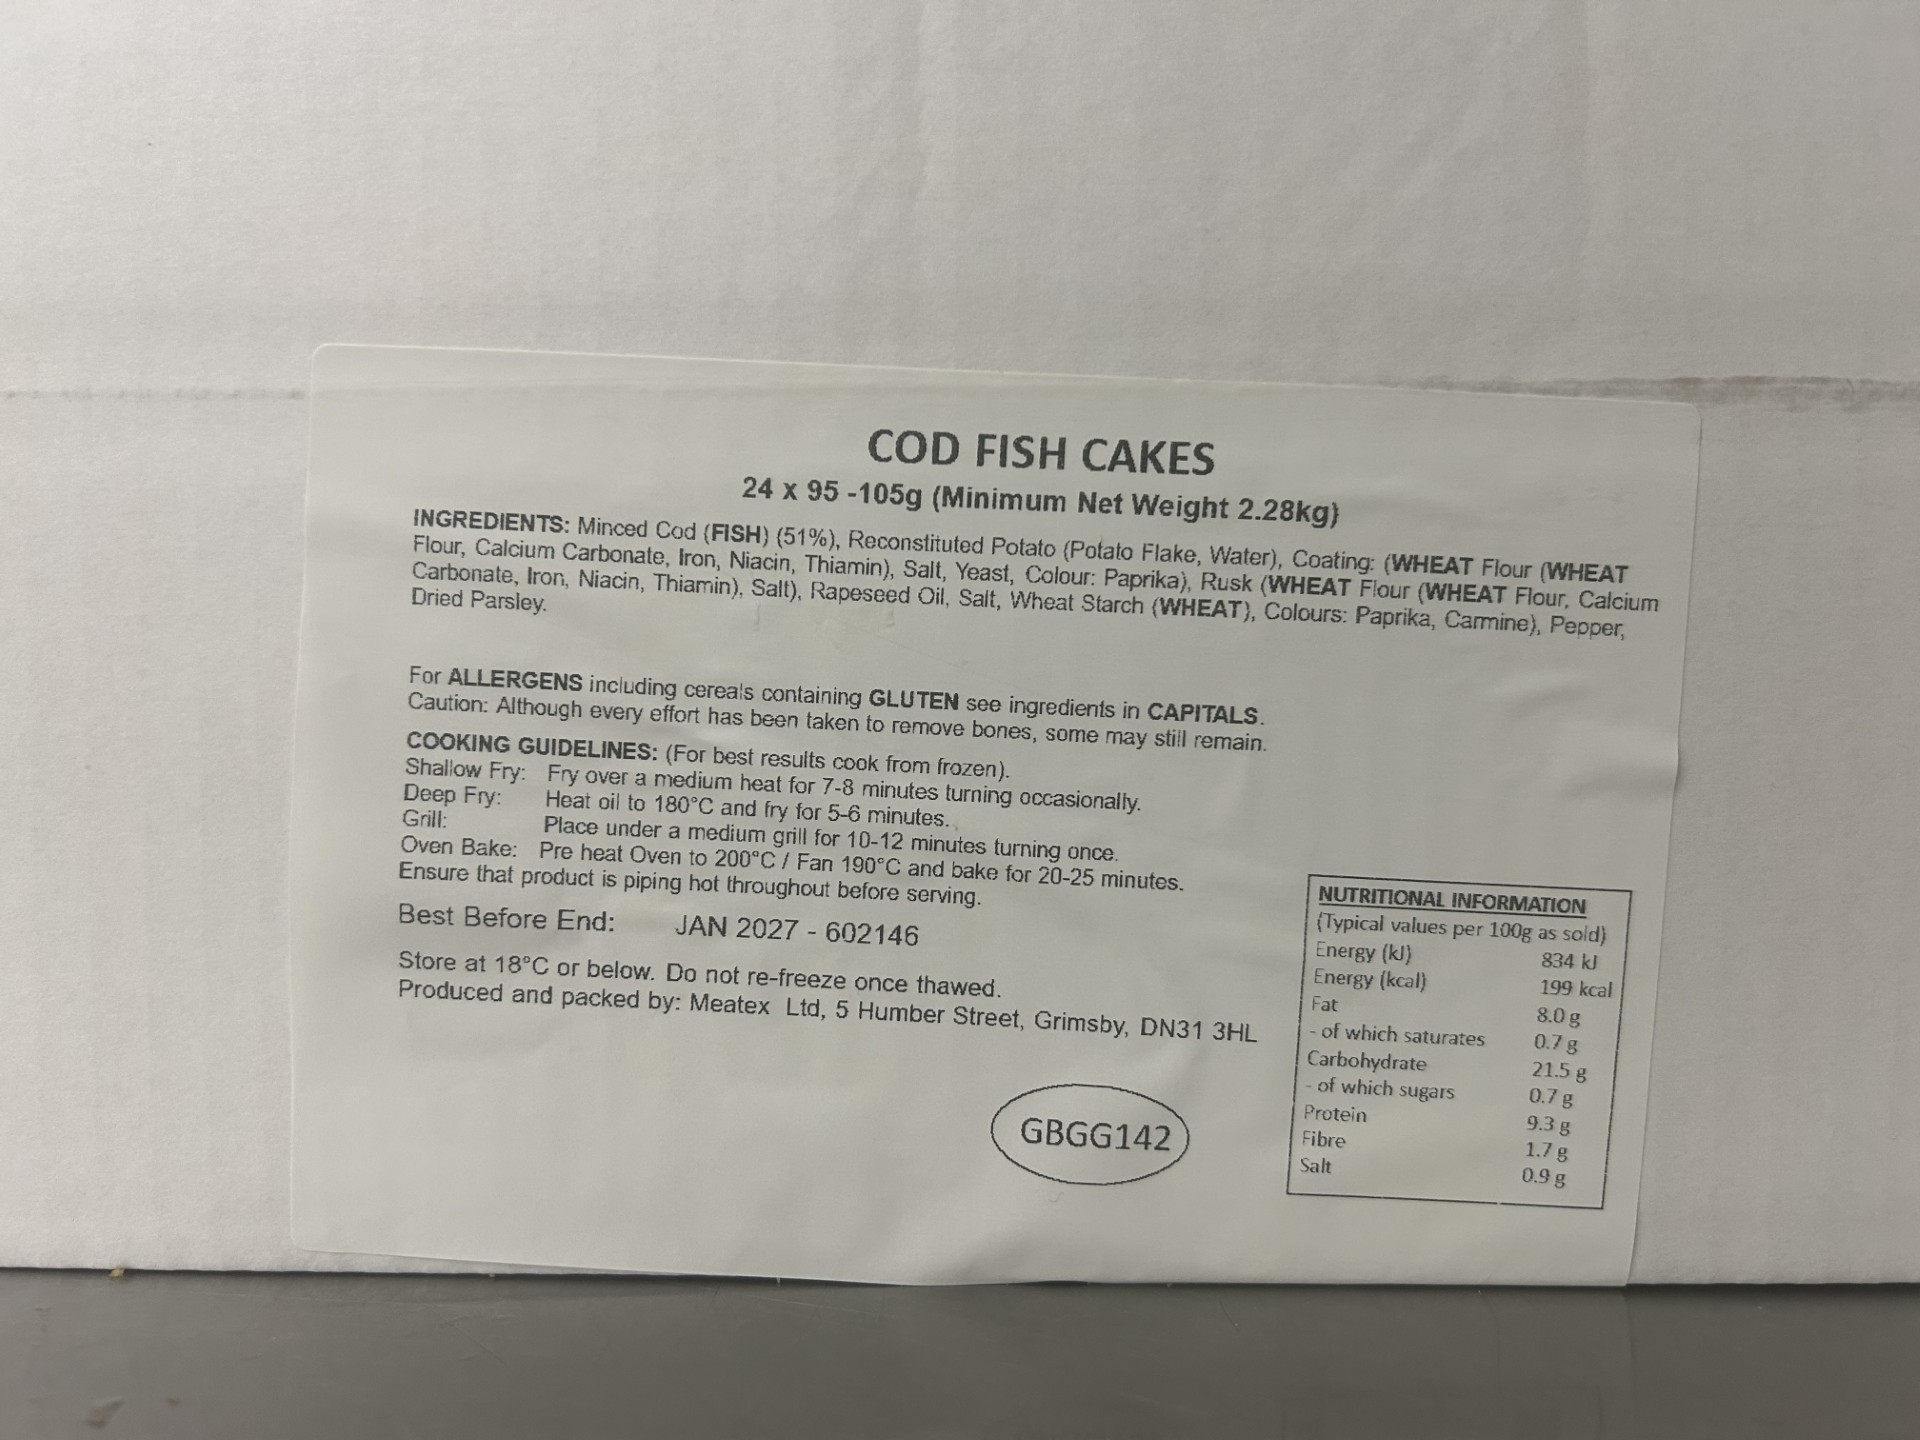 COD FISH CAKES
24 x 95 -105g (Minimum Net Weight 2.28kg)
INGREDIENTS: Minced Cod (FISH) (51%), Reconstituted Potato (Potato Flake, Water), Coating: (WHEAT Flour (WHEAT
Flour, Calcium Carbonate, Iron, Niacin, Thiamin), Salt, Yeast, Colour: Paprika), Rusk (WHEAT Flour (WHEAT Flour, Calcium
Carbonate, Iron, Niacin, Thiamin), Salt), Rapeseed Oil, Salt, Wheat Starch (WHEAT), Colours: Paprika, Carmine), Pepper,
Dried Parsley.
For ALLERGENS including cereals containing GLUTEN see ingredients in CAPITALS.
Caution: Although every effort has been taken to remove bones, some may still remain.
COOKING GUIDELINES: (For best results cook from frozen).
Shallow Fry: Fry over a medium heat for 7-8 minutes turning occasionally.
Deep Fry: Heat oil to 180°C and fry for 5-6 minutes.
Grill: Place under a medium grill for 10-12 minutes turning once.
Oven Bake: Pre heat Oven to 200°C / Fan 190°C and bake for 20-25 minutes.
Ensure that product is piping hot throughout before serving.
Best Before End: JAN 2027 - 602146
Store at 18°C or below. Do not re-freeze once thawed.
Produced and packed by: Meatex Ltd, 5 Humber Street, Grimsby, DN31 3HL
GBGG142
NUTRITIONAL INFORMATION
(Typical values per 100g as sold)
Energy (kJ) 834 kJ
Energy (kcal) 199 kcal
Fat 8.0 g
- of which saturates 0.7 g
Carbohydrate 21.5 g
- of which sugars 0.7 g
Protein 9.3 g
Fibre 1.7 g
Salt 0.9 g